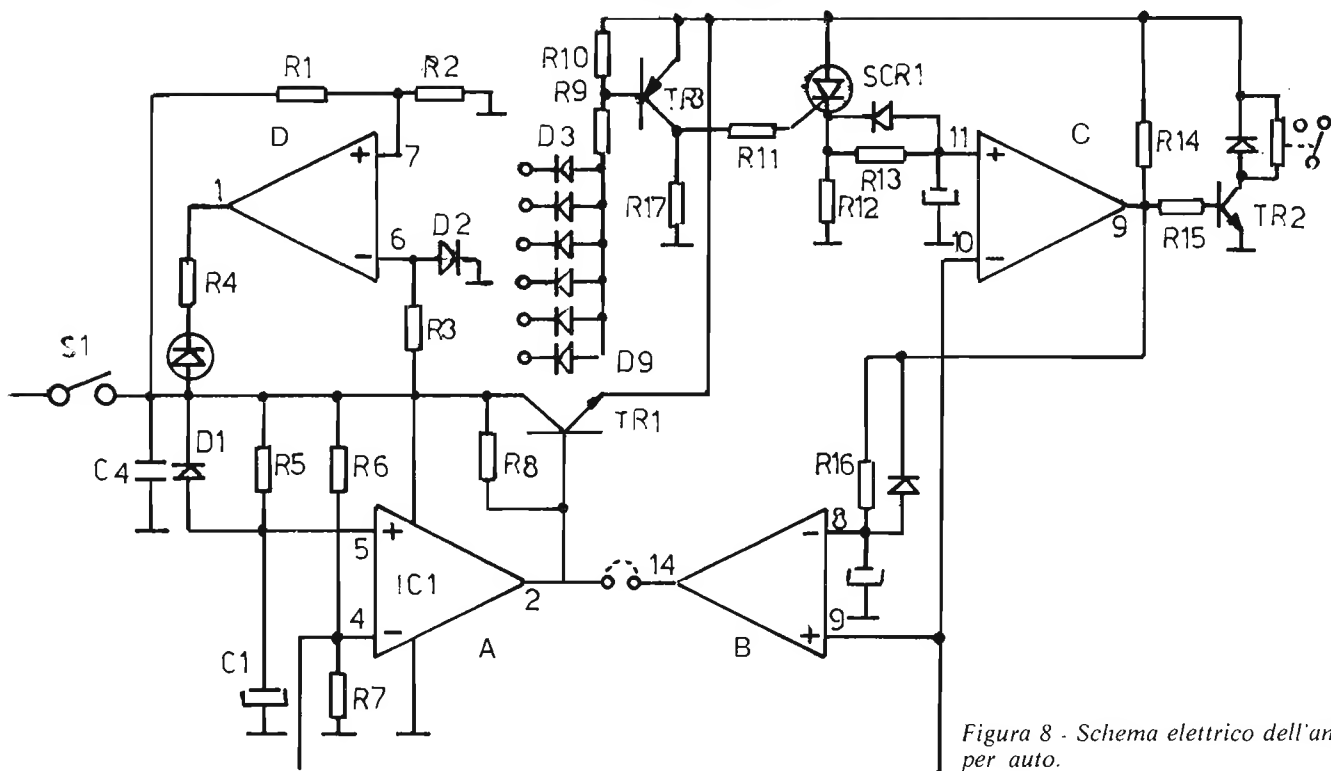 R1
R2
D
+
7
1
6
-
D2
R4
R3
S1
C4
D1
R5
R6
R8
TR1
+
5
IC1
4
-
2
A
C1
R7
R10
R9
D3
D9
TR3
R17
R11
SCR1
R13
R12
11
+
C
10
-
9
R14
R15
TR2
R16
8
-
14
9
+
B
Figura 8 - Schema elettrico dell'an
per auto.